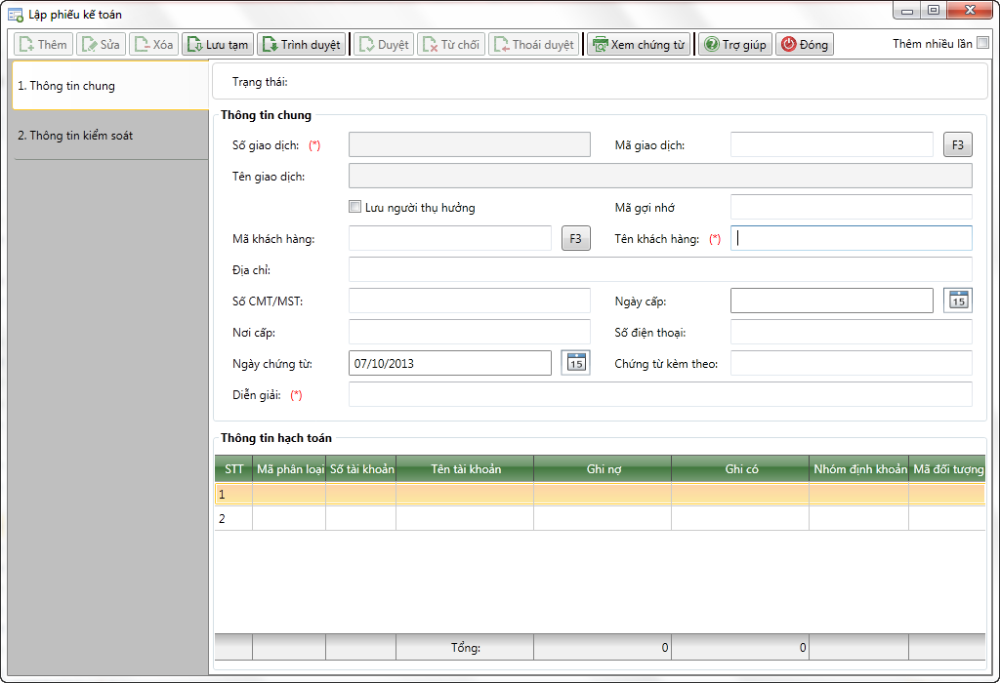 Lập phiếu kế toán
Thêm Sửa Xóa Lưu tạm Trình duyệt Duyệt Từ chối Thoái duyệt Xem chứng từ Trợ giúp Đóng Thêm nhiều lần
1. Thông tin chung
2. Thông tin kiểm soát
Trạng thái:
Thông tin chung
Số giao dịch: (*) Mã giao dịch: F3
Tên giao dịch:
Lưu người thụ hưởng Mã gợi nhớ
Mã khách hàng: F3 Tên khách hàng: (*)
Địa chỉ:
Số CMT/MST: Ngày cấp: 15
Nơi cấp: Số điện thoại:
Ngày chứng từ: 07/10/2013 15 Chứng từ kèm theo:
Diễn giải: (*)
Thông tin hạch toán
STT Mã phân loại Số tài khoản Tên tài khoản Ghi nợ Ghi có Nhóm định khoản Mã đối tượng
1
2
Tổng: 0 0